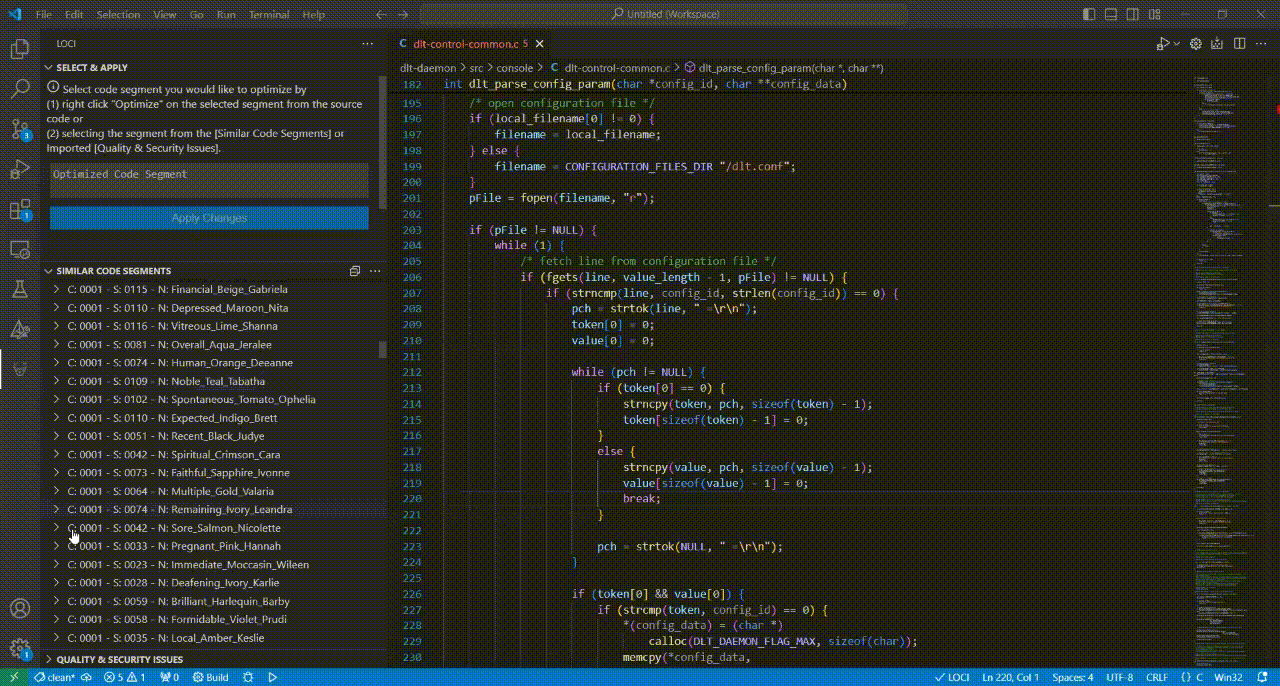 File Edit Selection View Go Run Terminal Help
Untitled (Workspace)
LOCI
SELECT & APPLY
Select code segment you would like to optimize by
(1) right click "Optimize" on the selected segment from the source
code or
(2) selecting the segment from the [Similar Code Segments] or
Imported [Quality & Security Issues].
Optimized Code Segment
Apply Changes
SIMILAR CODE SEGMENTS
C: 0001 - S: 0115 - N: Financial_Beige_Gabriela
C: 0001 - S: 0110 - N: Depressed_Maroon_Nita
C: 0001 - S: 0116 - N: Vitreous_Lime_Shanna
C: 0001 - S: 0081 - N: Overall_Aqua_Jeralee
C: 0001 - S: 0074 - N: Human_Orange_Deeanne
C: 0001 - S: 0109 - N: Noble_Teal_Tabatha
C: 0001 - S: 0102 - N: Spontaneous_Tomato_Ophelia
C: 0001 - S: 0110 - N: Expected_Indigo_Brett
C: 0001 - S: 0051 - N: Recent_Black_Judye
C: 0001 - S: 0042 - N: Spiritual_Crimson_Cara
C: 0001 - S: 0073 - N: Faithful_Sapphire_Ivonne
C: 0001 - S: 0064 - N: Multiple_Gold_Valaria
C: 0001 - S: 0074 - N: Remaining_Ivory_Leandra
C: 0001 - S: 0042 - N: Sore_Salmon_Nicolette
C: 0001 - S: 0033 - N: Pregnant_Pink_Hannah
C: 0001 - S: 0023 - N: Immediate_Moccasin_Wileen
C: 0001 - S: 0028 - N: Deafening_Ivory_Karlie
C: 0001 - S: 0059 - N: Brilliant_Harlequin_Barby
C: 0001 - S: 0058 - N: Formidable_Violet_Prudi
C: 0001 - S: 0035 - N: Local_Amber_Keslie
QUALITY & SECURITY ISSUES
3
1
1
C dlt-control-common.c 5
dlt-daemon > src > console > C dlt-control-common.c > dlt_parse_config_param(char *, char **)
182 int dlt_parse_config_param(char *config_id, char **config_data)
195 /* open configuration file */
196 if (local_filename[0] != 0) {
197 filename = local_filename;
198 } else {
199 filename = CONFIGURATION_FILES_DIR "/dlt.conf";
200 }
201 pFile = fopen(filename, "r");
202
203 if (pFile != NULL) {
204 while (1) {
205 /* fetch line from configuration file */
206 if (fgets(line, value_length - 1, pFile) != NULL) {
207 if (strncmp(line, config_id, strlen(config_id)) == 0) {
208 pch = strtok(line, " =\r\n");
209 token[0] = 0;
210 value[0] = 0;
211
212 while (pch != NULL) {
213 if (token[0] == 0) {
214 strncpy(token, pch, sizeof(token) - 1);
215 token[sizeof(token) - 1] = 0;
216 }
217 else {
218 strncpy(value, pch, sizeof(value) - 1);
219 value[sizeof(value) - 1] = 0;
220 break;
221 }
222
223 pch = strtok(NULL, " =\r\n");
224 }
225
226 if (token[0] && value[0]) {
227 if (strcmp(token, config_id) == 0) {
228 *(config_data) = (char *)
229 calloc(DLT_DAEMON_FLAG_MAX, sizeof(char));
230 memcpy(*config_data,
clean* 5 1 0 Build LOCI Ln 220, Col 1 Spaces: 4 UTF-8 CRLF {} C Win32